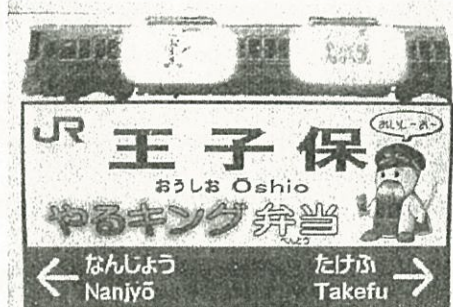 JR
王子保
おうしお Ōshio
おいしーおー
やるキング弁当
べんとう
← なんじょう たけふ →
Nanjyō Takefu